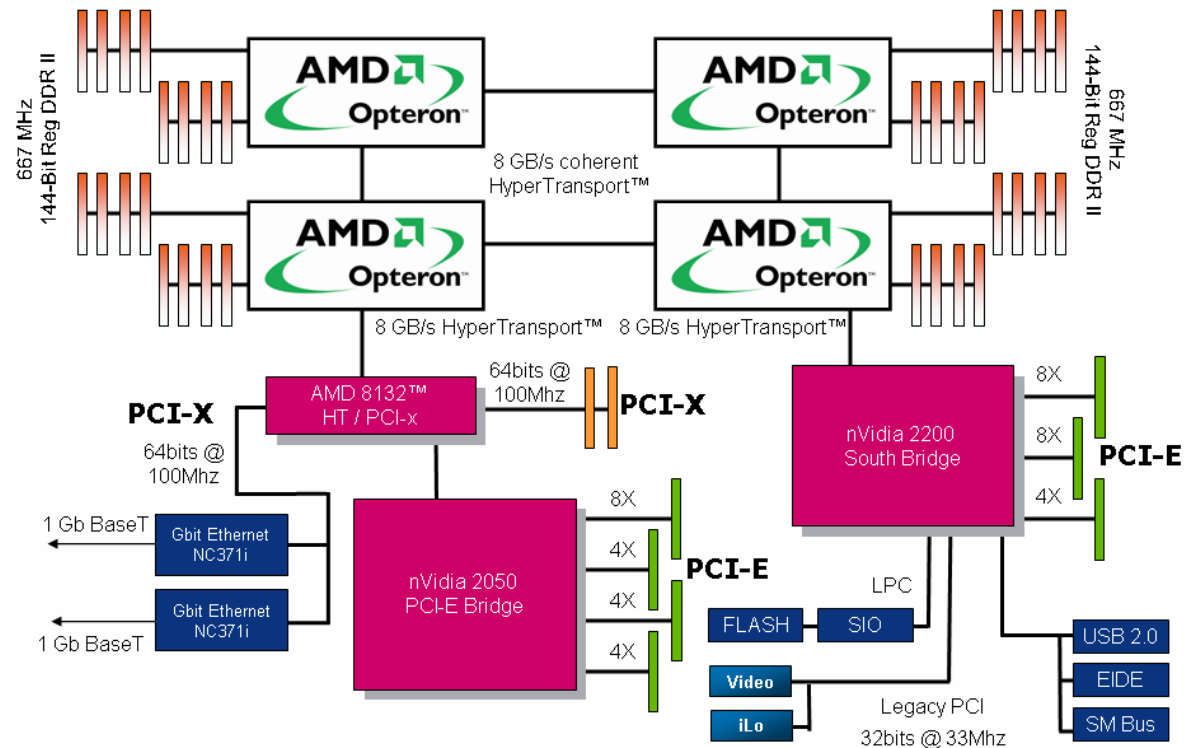 667 MHz
144-Bit Reg DDR II
AMD
Opteron™
AMD
Opteron™
667 MHz
144-Bit Reg DDR II
8 GB/s coherent
HyperTransport™
AMD
Opteron™
AMD
Opteron™
8 GB/s HyperTransport™
8 GB/s HyperTransport™
AMD 8132™
HT / PCI-x
64bits @
100Mhz
PCI-X
PCI-X
64bits @
100Mhz
nVidia 2200
South Bridge
8X
8X
4X
PCI-E
1 Gb BaseT
Gbit Ethernet
NC371i
Gbit Ethernet
NC371i
1 Gb BaseT
nVidia 2050
PCI-E Bridge
8X
4X
4X
4X
PCI-E
LPC
FLASH
SIO
Video
iLo
Legacy PCI
32bits @ 33Mhz
USB 2.0
EIDE
SM Bus